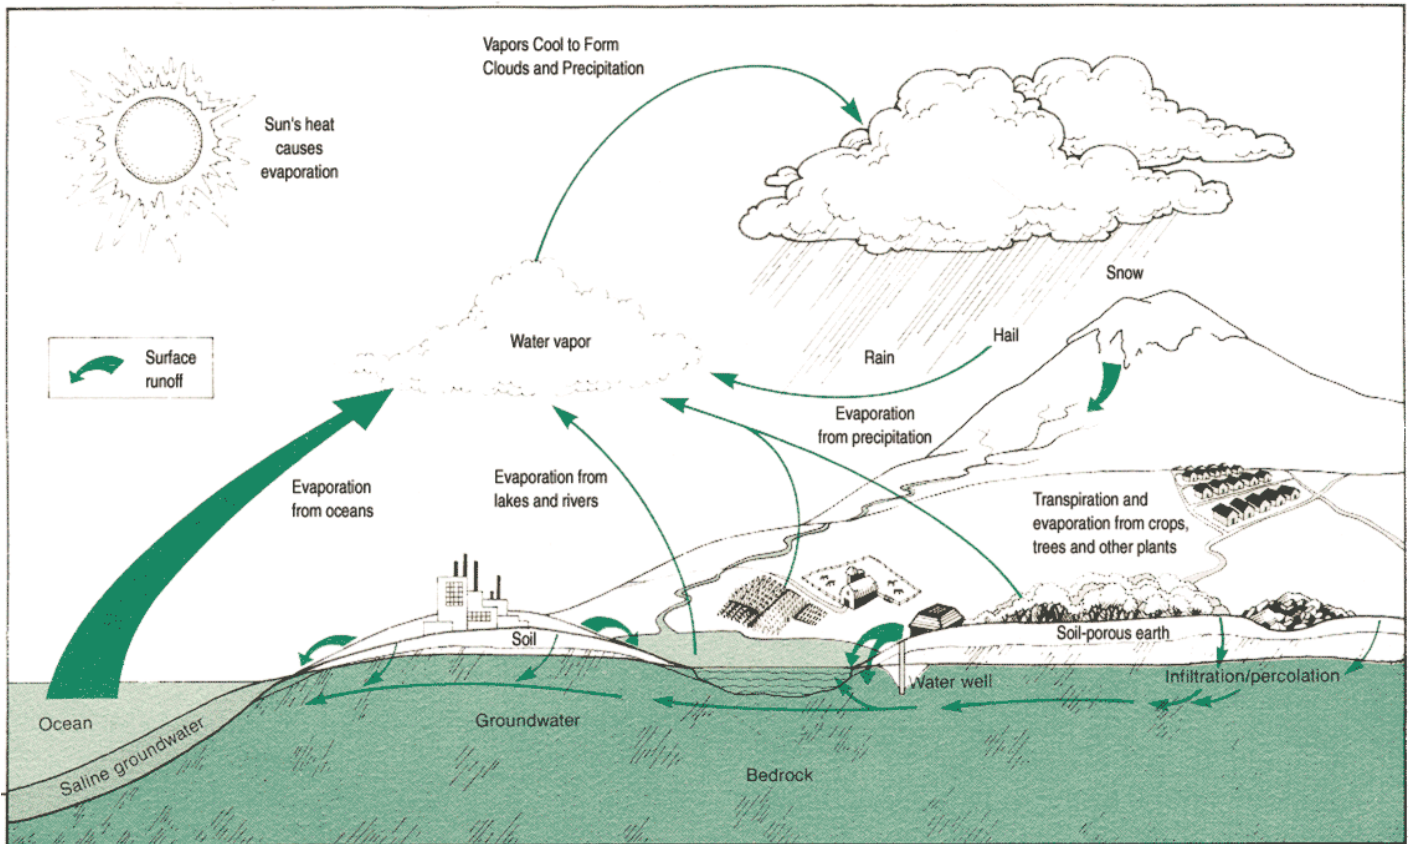 Vapors Cool to Form
Clouds and Precipitation
Sun's heat
causes
evaporation
Snow
Water vapor
Hail
Rain
Surface
runoff
Evaporation
from precipitation
Evaporation
from oceans
Evaporation from
lakes and rivers
Transpiration and
evaporation from crops,
trees and other plants
Soil
Soil-porous earth
Water well
Infiltration/percolation
Ocean
Groundwater
Saline groundwater
Bedrock